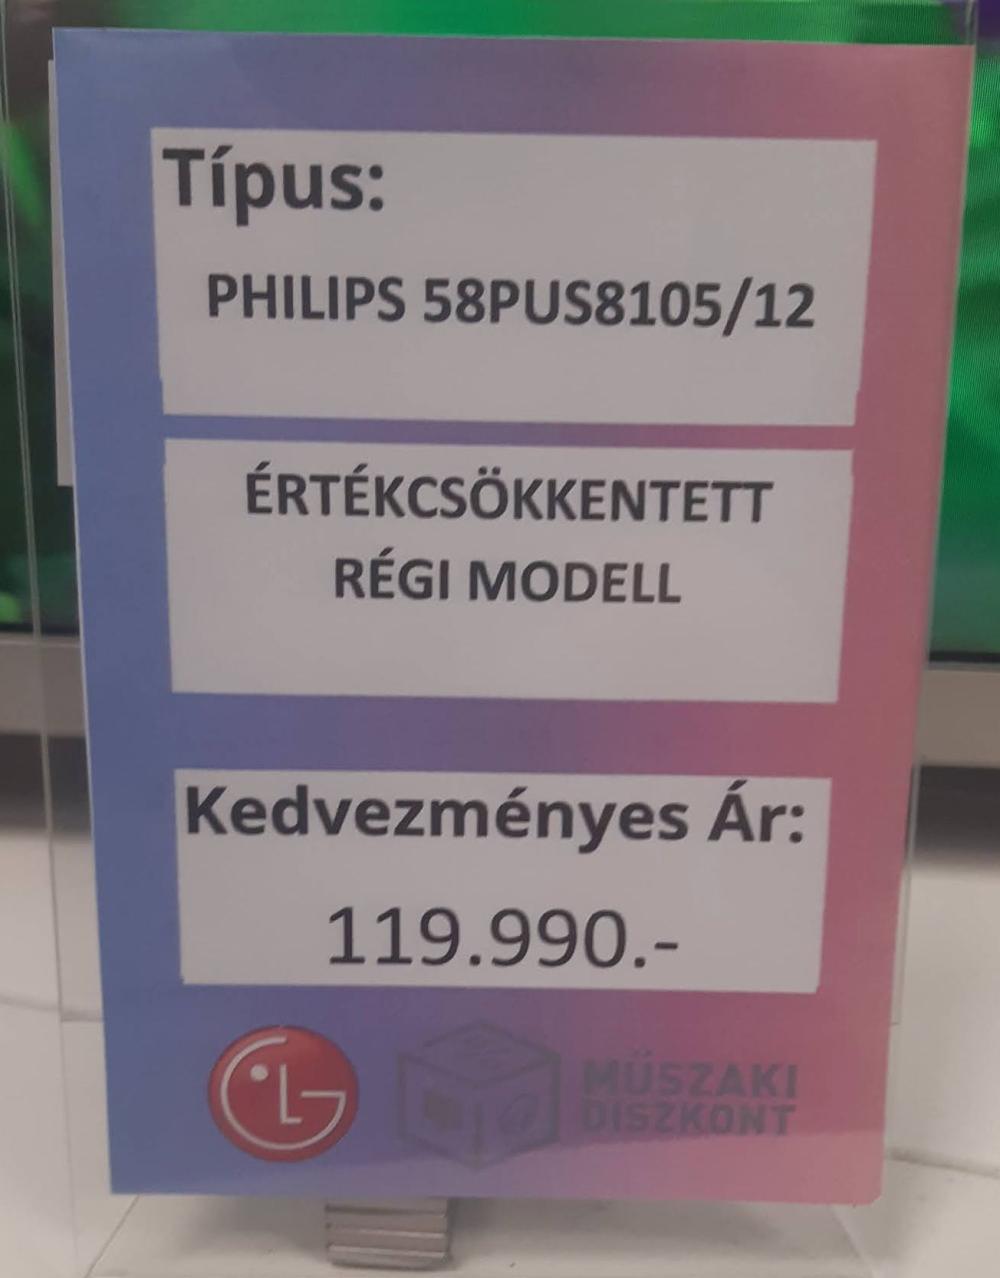 Típus:
PHILIPS 58PUS8105/12
ÉRTÉKCSÖKKENTETT
RÉGI MODELL
Kedvezményes Ár:
119.990.-
LG
MŰSZAKI
DISZKONT